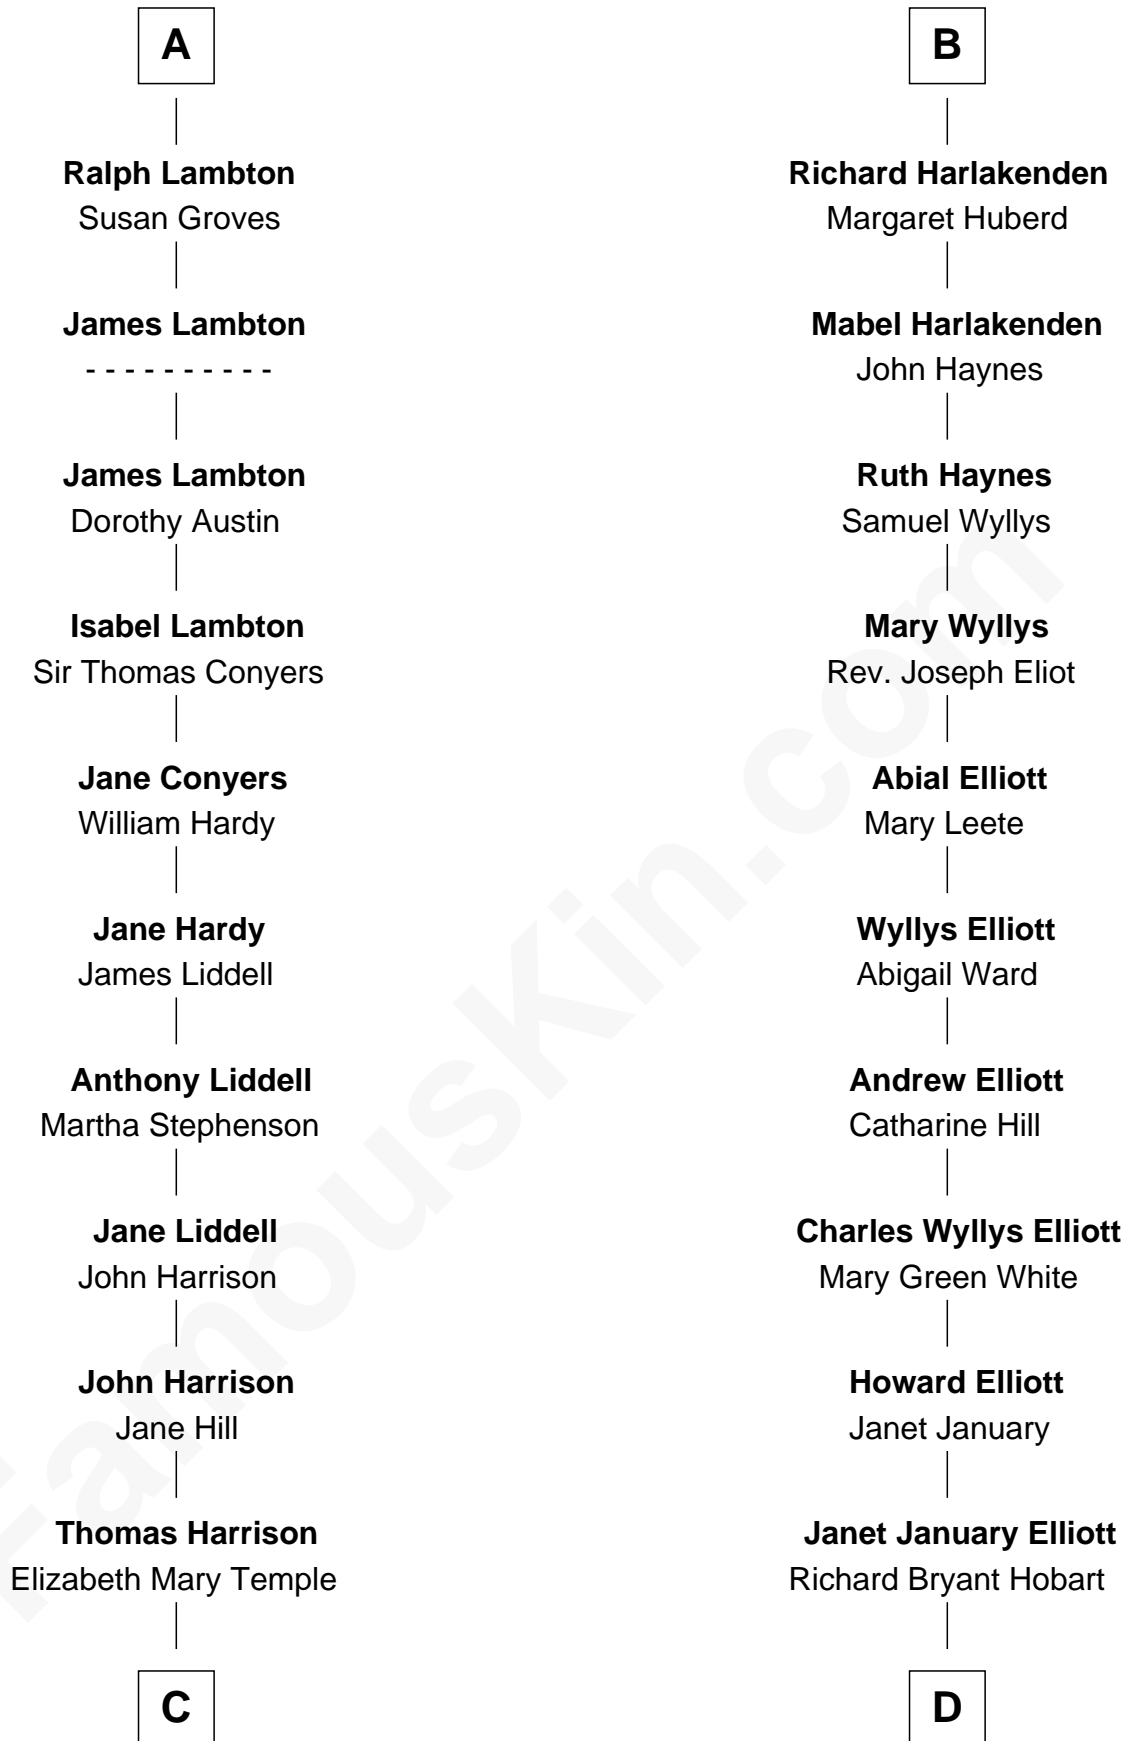 A
Ralph Lambton
Susan Groves
James Lambton
- - - - - - - - - -
James Lambton
Dorothy Austin
Isabel Lambton
Sir Thomas Conyers
Jane Conyers
William Hardy
Jane Hardy
James Liddell
Anthony Liddell
Martha Stephenson
Jane Liddell
John Harrison
John Harrison
Jane Hill
Thomas Harrison
Elizabeth Mary Temple
C
B
Richard Harlakenden
Margaret Huberd
Mabel Harlakenden
John Haynes
Ruth Haynes
Samuel Wyllys
Mary Wyllys
Rev. Joseph Eliot
Abial Elliott
Mary Leete
Wyllys Elliott
Abigail Ward
Andrew Elliott
Catharine Hill
Charles Wyllys Elliott
Mary Green White
Howard Elliott
Janet January
Janet January Elliott
Richard Bryant Hobart
D
FamousKin.com